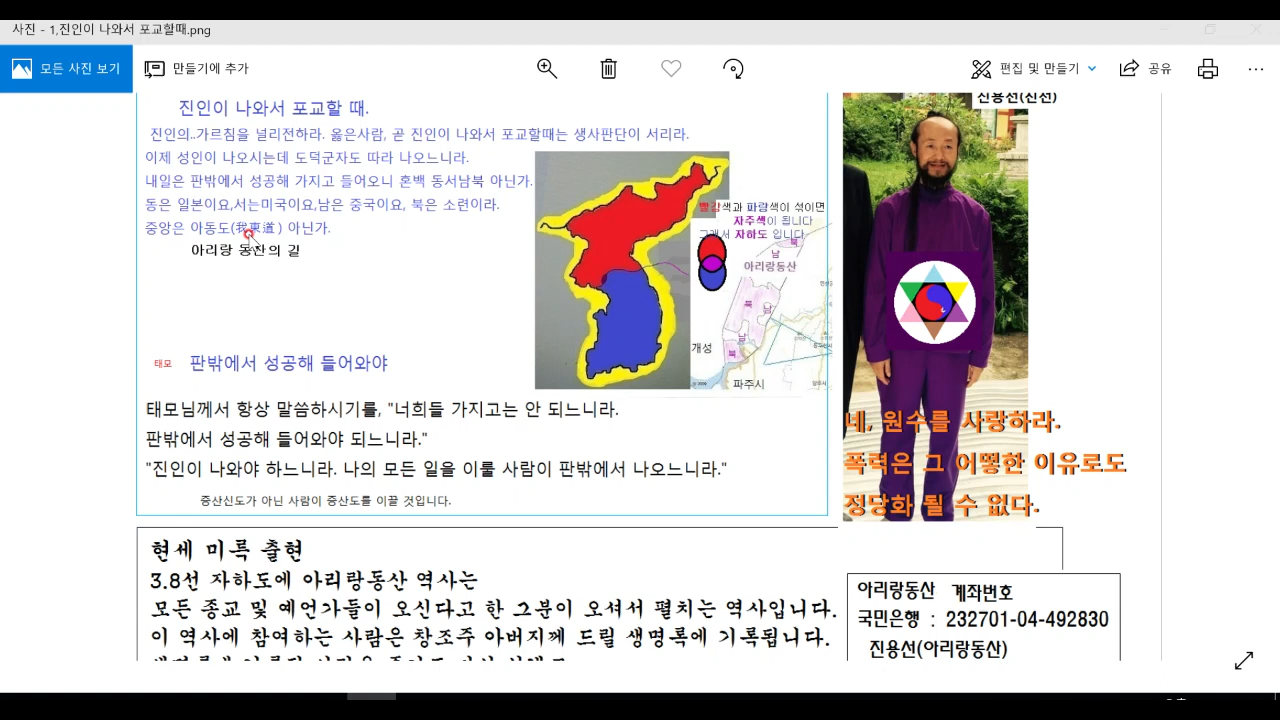 사진 - 1,진인이 나와서 포교할때.png
모든 사진 보기
만들기에 추가
편집 및 만들기
공유
진인이 나와서 포교할 때.
진인의..가르침을 널리전하라. 옳은사람, 곧 진인이 나와서 포교할때는 생사판단이 서리라.
이제 성인이 나오시는데 도덕군자도 따라 나오느니라.
내일은 판밖에서 성공해 가지고 들어오니 혼백 동서남북 아닌가.
동은 일본이요,서는미국이요,남은 중국이요, 북은 소련이라.
중앙은 아동도(我東道) 아닌가.
아리랑 동산의 길
빨강색과 파랑색이 섞이면
자주색이 됩니다
그래서 자하도 입니다
북
남
아리랑동산
북
남
남
북
개성
파주시
태모 판밖에서 성공해 들어와야
태모님께서 항상 말씀하시기를, "너희들 가지고는 안 되느니라.
판밖에서 성공해 들어와야 되느니라."
"진인이 나와야 하느니라. 나의 모든 일을 이룰 사람이 판밖에서 나오느니라."
증산신도가 아닌 사람이 증산도를 이끌 것입니다.
진용선(진전)
네, 원수를 사랑하라.
폭력은 그 어떻한 이유로도
정당화 될 수 없다.
현세 미륵 출현
3.8선 자하도에 아리랑동산 역사는
모든 종교 및 예언가들이 오신다고 한 그분이 오셔서 펼치는 역사입니다.
이 역사에 참여하는 사람은 창조주 아버지께 드릴 생명록에 기록됩니다.
아리랑동산 계좌번호
국민은행 : 232701-04-492830
진용선(아리랑동산)